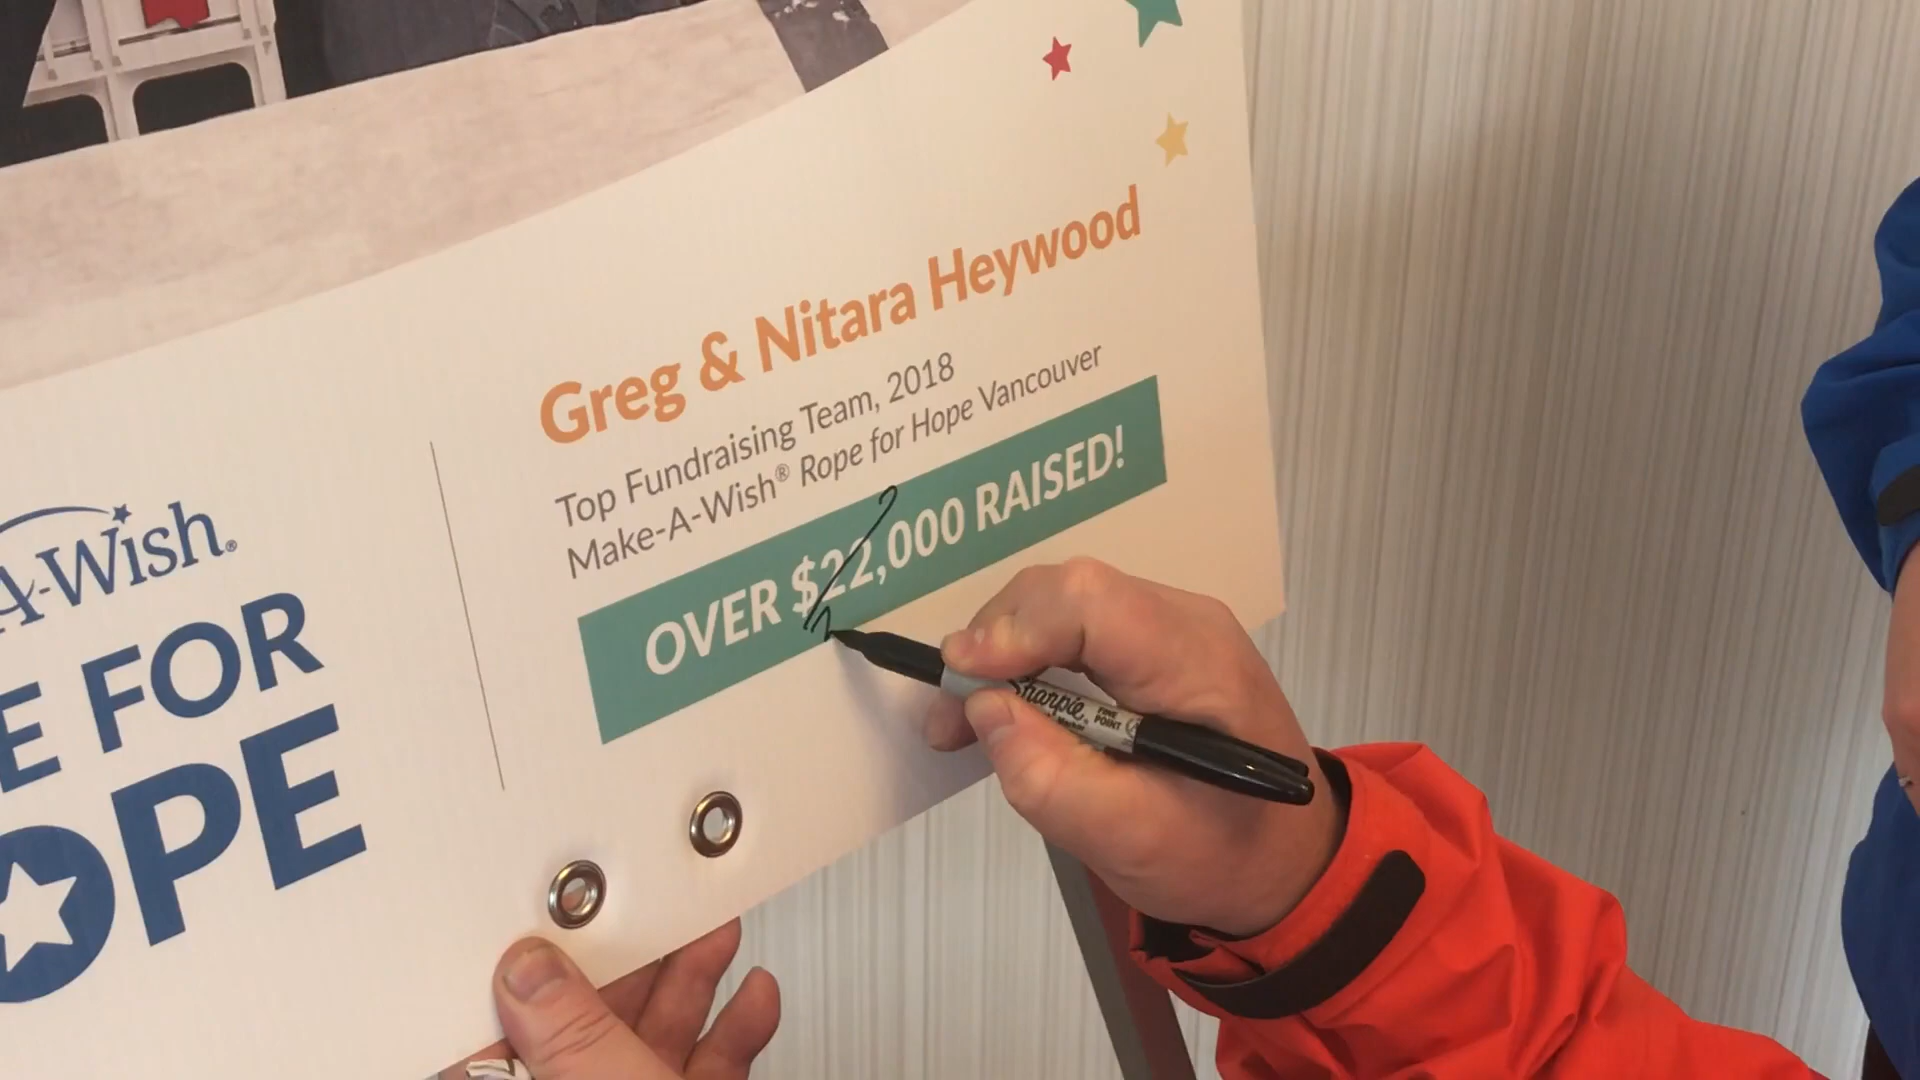 Greg & Nitara Heywood
Top Fundraising Team, 2018
Make-A-Wish® Rope for Hope Vancouver
OVER $22,000 RAISED!
A-Wish®
E FOR
OPE
Sharpie.
FINE
POINT